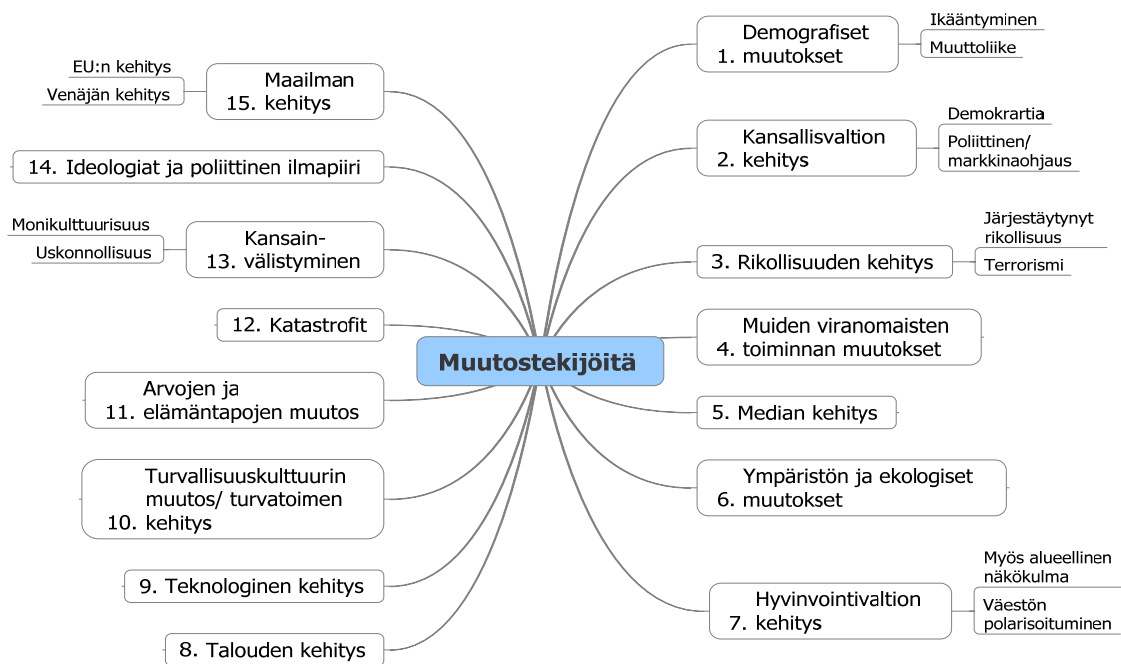 Muutostekijöitä
Demografiset
1. muutokset
Ikääntyminen
Muuttoliike
Kansallisvaltion
2. kehitys
Demokrartia
Poliittinen/
markkinaohjaus
3. Rikollisuuden kehitys
Järjestäytynyt
rikollisuus
Terrorismi
Muiden viranomaisten
4. toiminnan muutokset
5. Median kehitys
Ympäristön ja ekologiset
6. muutokset
Hyvinvointivaltion
7. kehitys
Myös alueellinen
näkökulma
Väestön
polarisoituminen
8. Talouden kehitys
9. Teknologinen kehitys
Turvallisuuskulttuurin
muutos/ turvatoimen
10. kehitys
Arvojen ja
11. elämäntapojen muutos
12. Katastrofit
Kansain-
13. välistyminen
Monikulttuurisuus
Uskonnollisuus
14. Ideologiat ja poliittinen ilmapiiri
Maailman
15. kehitys
EU:n kehitys
Venäjän kehitys